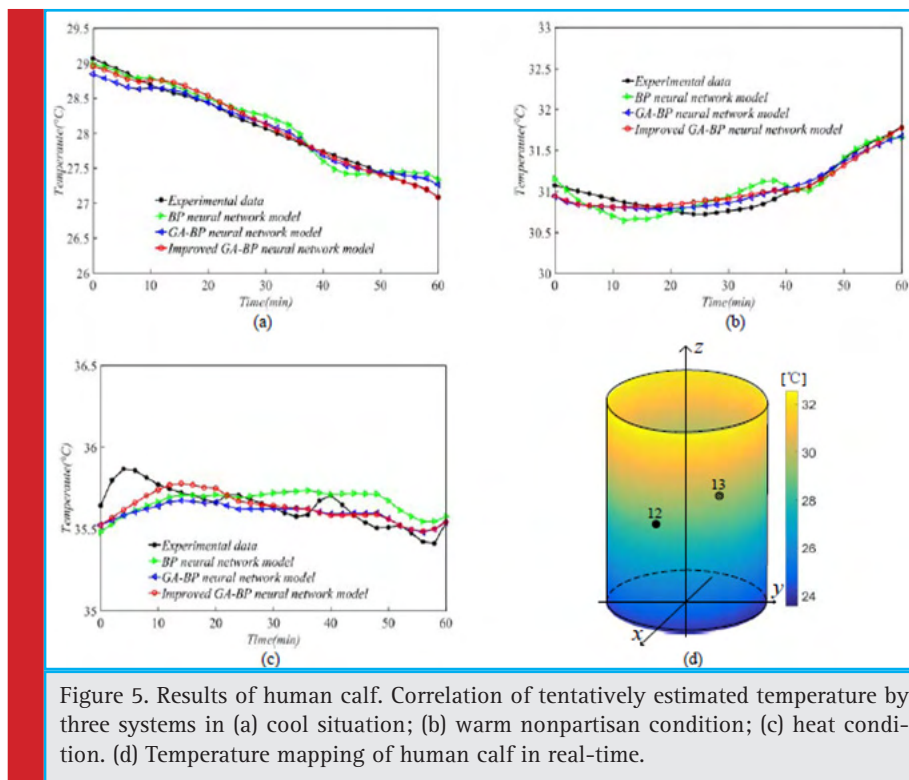 (a)
Temperaute(°C)
29.5
29
28.5
28
27.5
27
26.5
26
Experimental data
BP neural network model
GA-BP neural network model
Improved GA-BP neural network model
0 10 20 30 40 50 60
Time(min)
(a)
Temperaute(°C)
33
32.5
32
31.5
31
30.5
30
Experimental data
BP neural network model
GA-BP neural network model
Improved GA-BP neural network model
0 10 20 30 40 50 60
Time(min)
(b)
Temperaute(°C)
36.5
36
35.5
35
Experimental data
BP neural network model
GA-BP neural network model
Improved GA-BP neural network model
0 10 20 30 40 50 60
Time(min)
(c)
z
[°C]
32
30
28
26
24
13
12
y
x
(d)
Figure 5. Results of human calf. Correlation of tentatively estimated temperature by
three systems in (a) cool situation; (b) warm nonpartisan condition; (c) heat condi-
tion. (d) Temperature mapping of human calf in real-time.